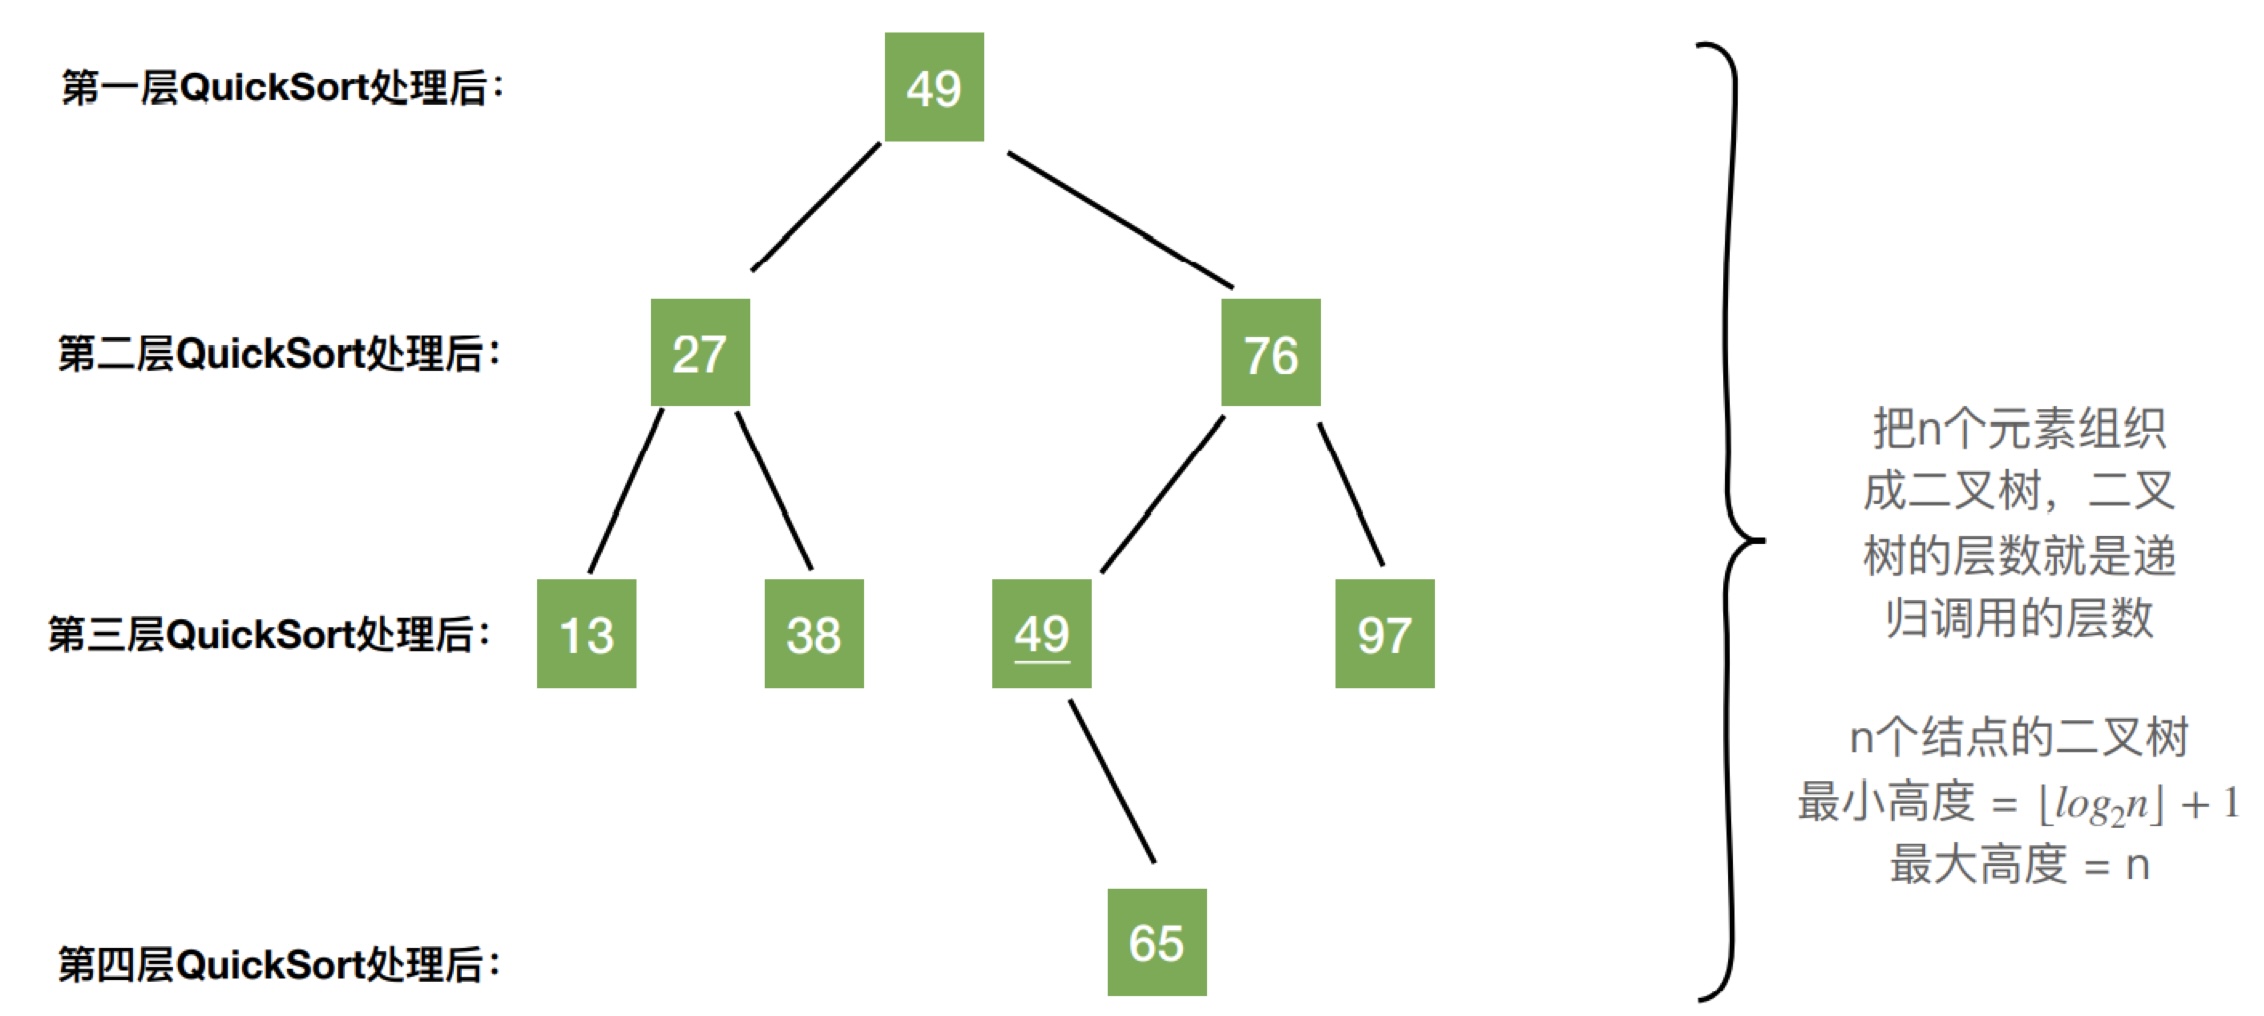 第一层QuickSort处理后：
49
第二层QuickSort处理后：
27
76
第三层QuickSort处理后：
13
38
49
97
第四层QuickSort处理后：
65
把n个元素组织
成二叉树，二叉
树的层数就是递
归调用的层数
n个结点的二叉树
最小高度 = ⌊log₂n⌋ + 1
最大高度 = n